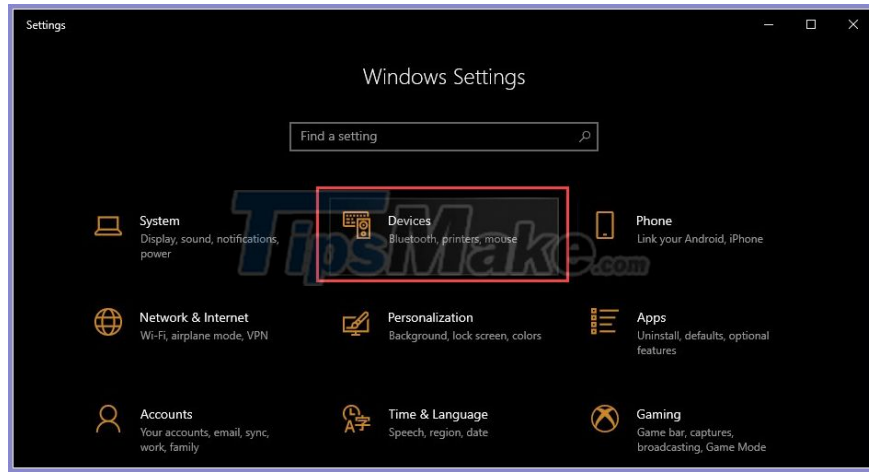 Settings
Windows Settings
Find a setting
System
Display, sound, notifications,
power
Devices
Bluetooth, printers, mouse
Phone
Link your Android, iPhone
TipsMake.com
Network & Internet
Wi-Fi, airplane mode, VPN
Personalization
Background, lock screen, colors
Apps
Uninstall, defaults, optional
features
Accounts
Your accounts, email, sync,
work, family
Time & Language
Speech, region, date
Gaming
Game bar, captures,
broadcasting, Game Mode